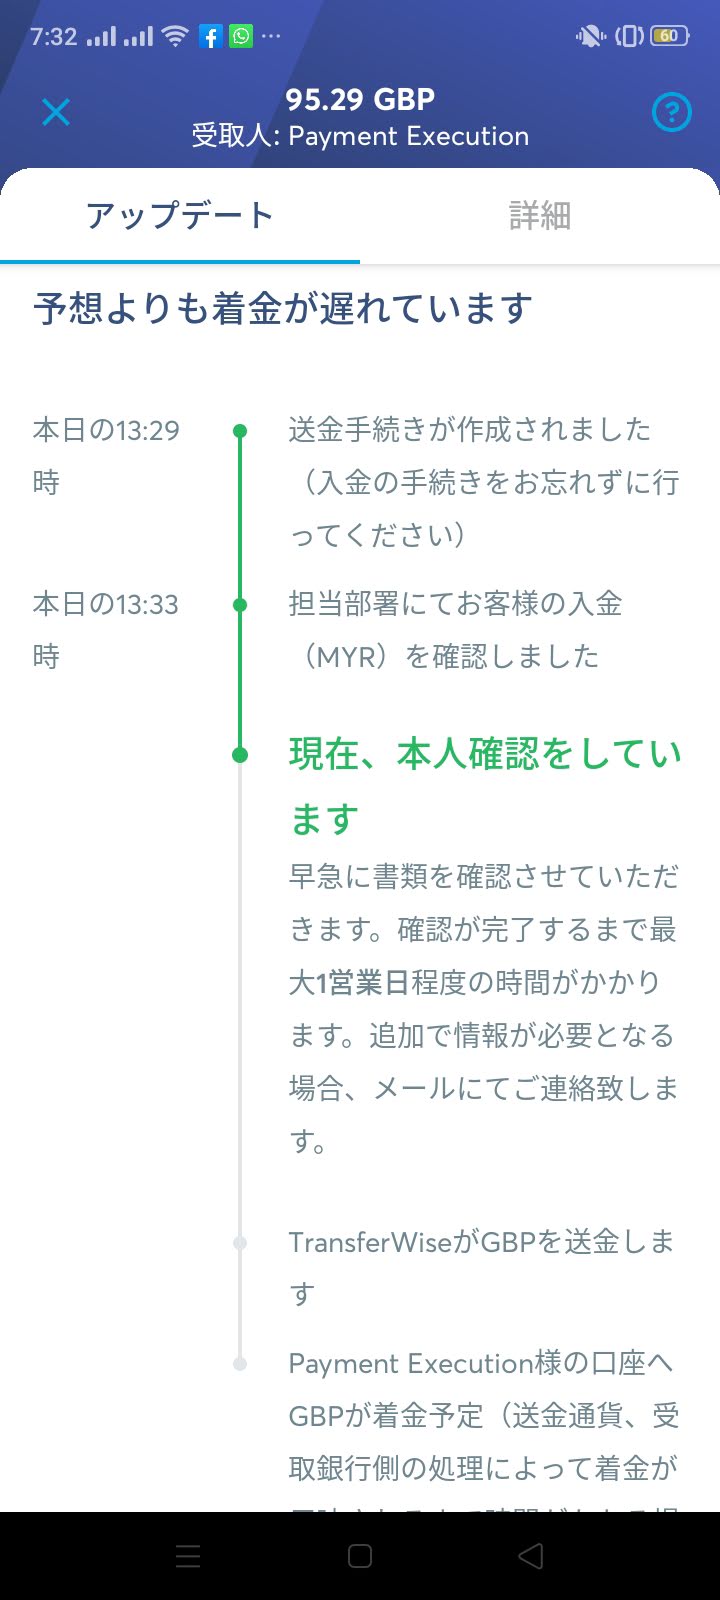 7:32
60
95.29 GBP
受取人: Payment Execution
アップデート
詳細
予想よりも着金が遅れています
本日の13:29
時
送金手続きが作成されました
（入金の手続きをお忘れずに行
ってください）
本日の13:33
時
担当部署にてお客様の入金
（MYR）を確認しました
現在、本人確認をしてい
ます
早急に書類を確認させていただ
きます。確認が完了するまで最
大1営業日程度の時間がかかり
ます。追加で情報が必要となる
場合、メールにてご連絡致しま
す。
TransferWiseがGBPを送金しま
す
Payment Execution様の口座へ
GBPが着金予定（送金通貨、受
取銀行側の処理によって着金が